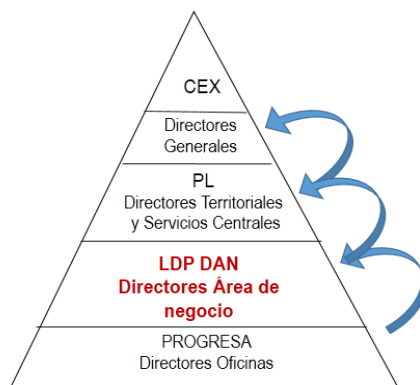 CEX
Directores
Generales
PL
Directores Territoriales
y Servicios Centrales
LDP DAN
Directores Área de
negocio
PROGRESA
Directores Oficinas